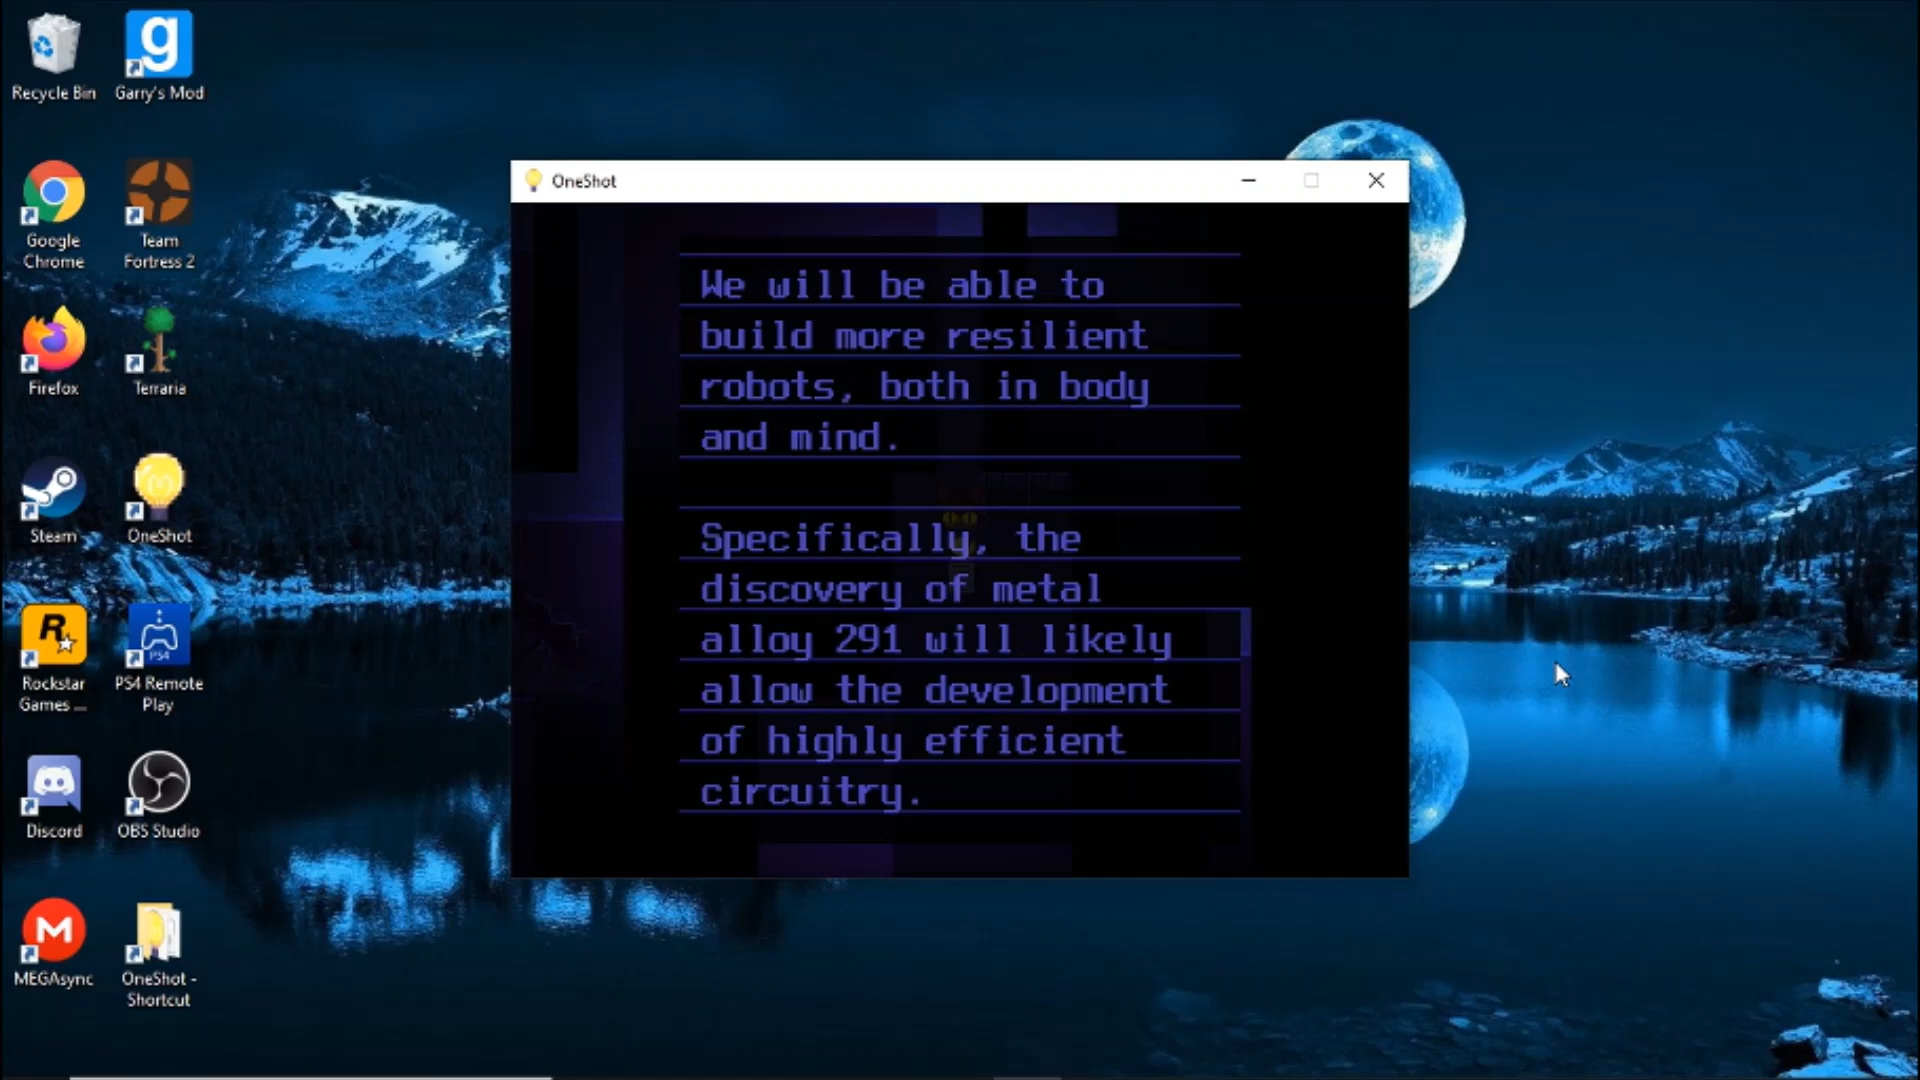 Recycle Bin
Garry's Mod
Google
Chrome
Team
Fortress 2
Firefox
Terraria
Steam
OneShot
Rockstar
Games ...
PS4 Remote
Play
PS4
Discord
OBS Studio
MEGAsync
OneShot -
Shortcut
OneShot
We will be able to
build more resilient
robots, both in body
and mind.
Specifically, the
discovery of metal
alloy 291 will likely
allow the development
of highly efficient
circuitry.